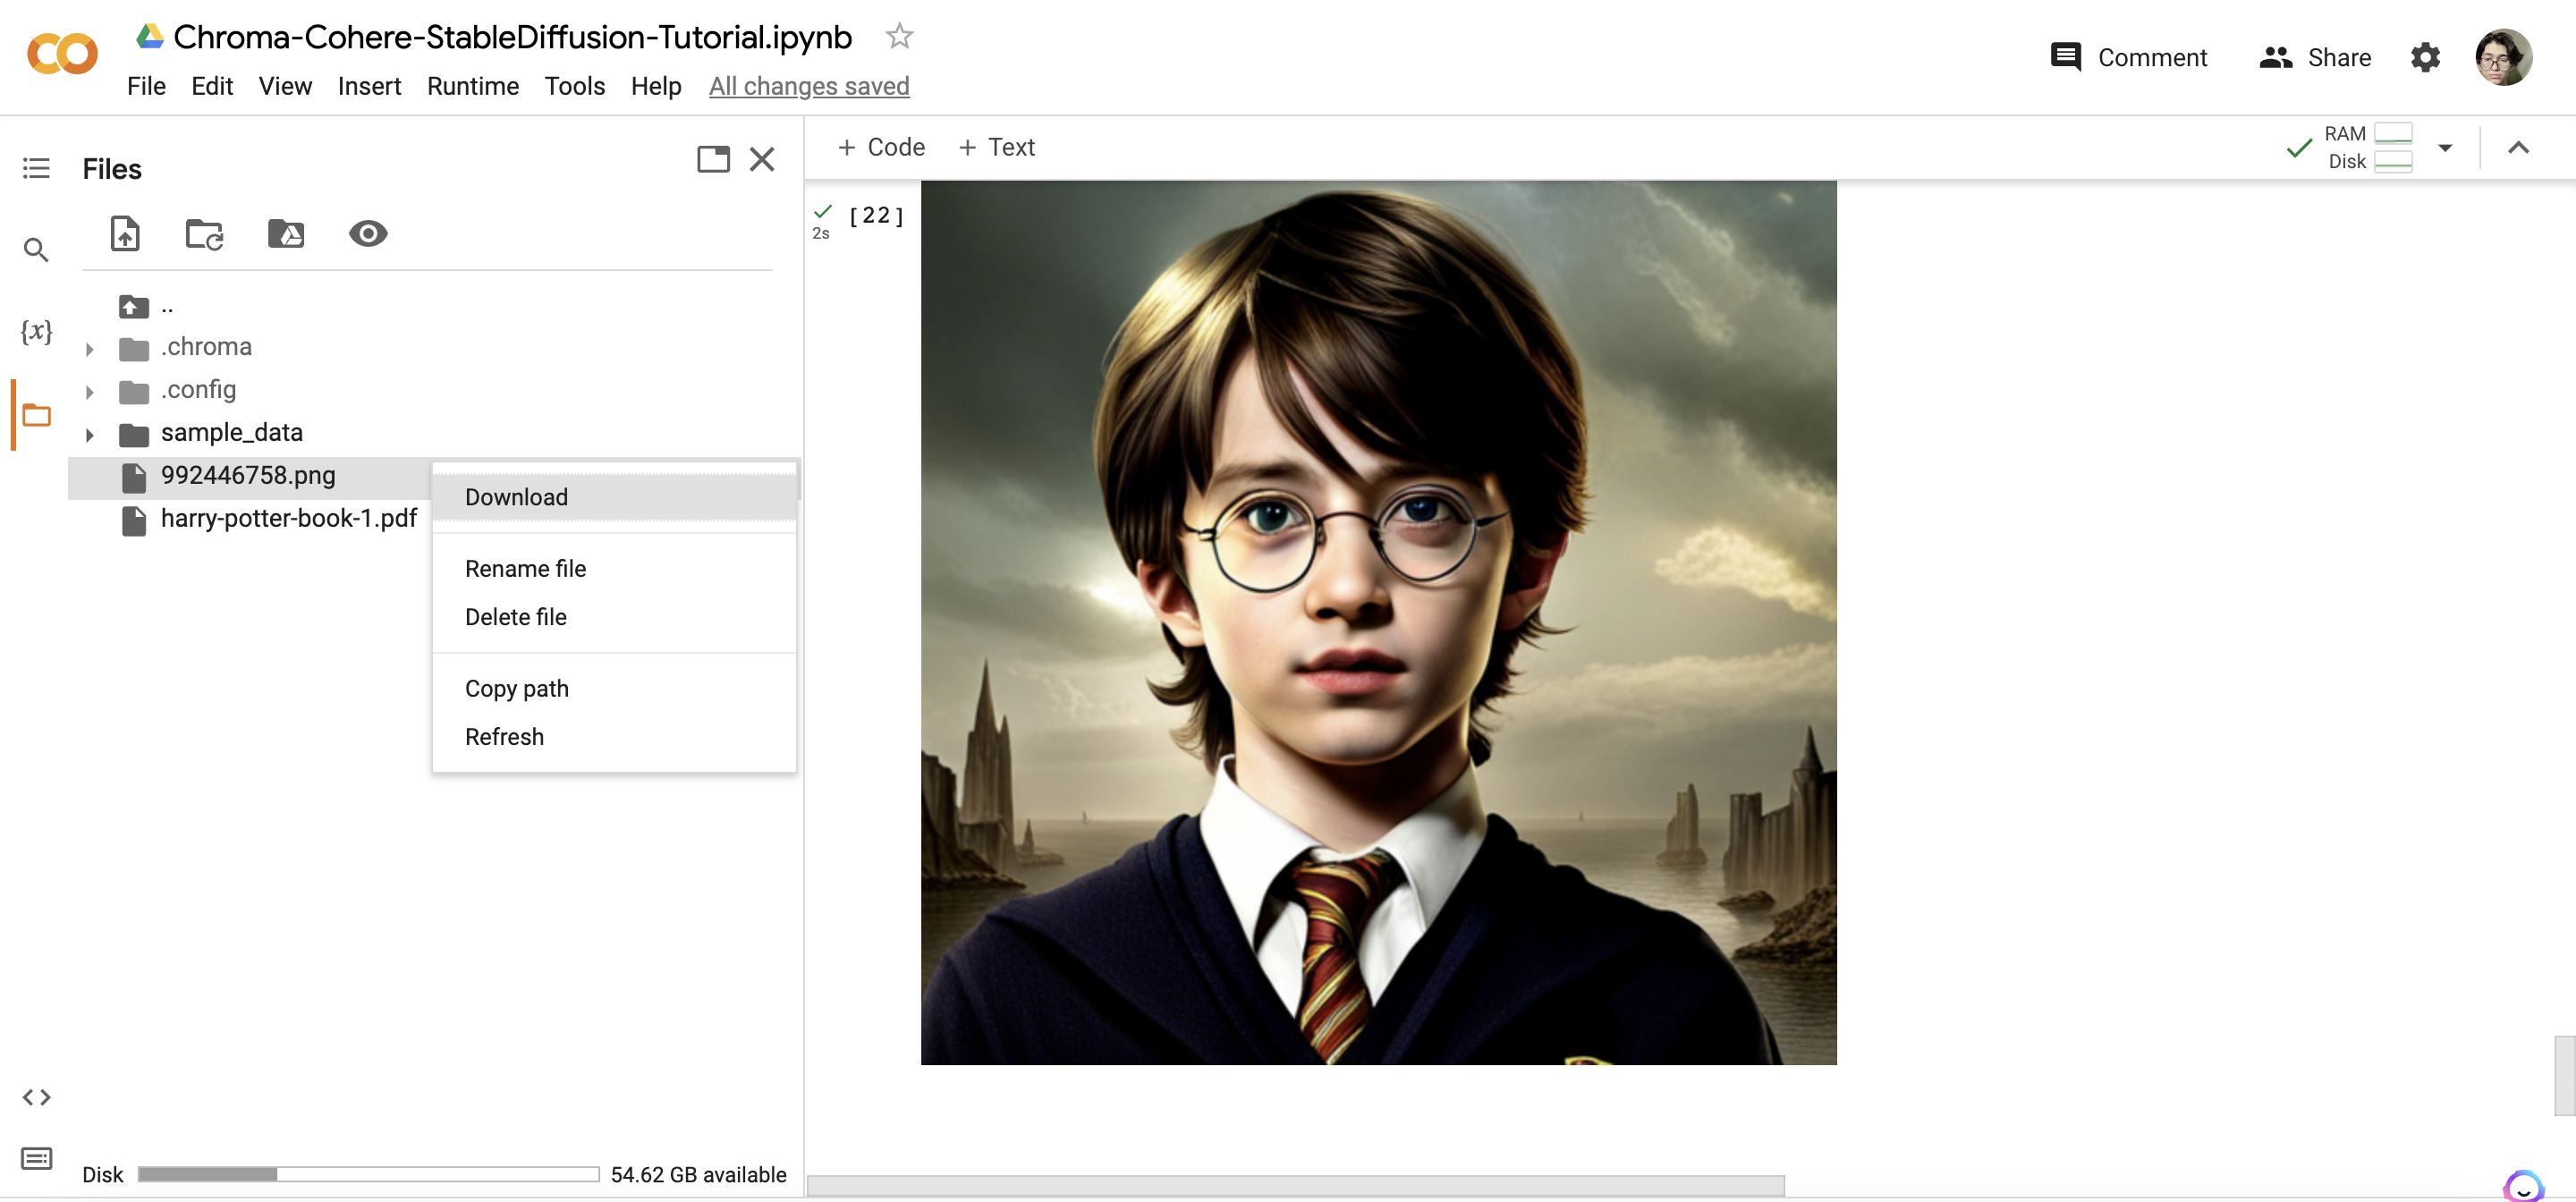 Chroma-Cohere-StableDiffusion-Tutorial.ipynb
File Edit View Insert Runtime Tools Help All changes saved
Comment Share
Files
+ Code + Text
RAM
Disk
[22]
2s
{x}
..
.chroma
.config
sample_data
992446758.png
harry-potter-book-1.pdf
Download
Rename file
Delete file
Copy path
Refresh
Disk 54.62 GB available